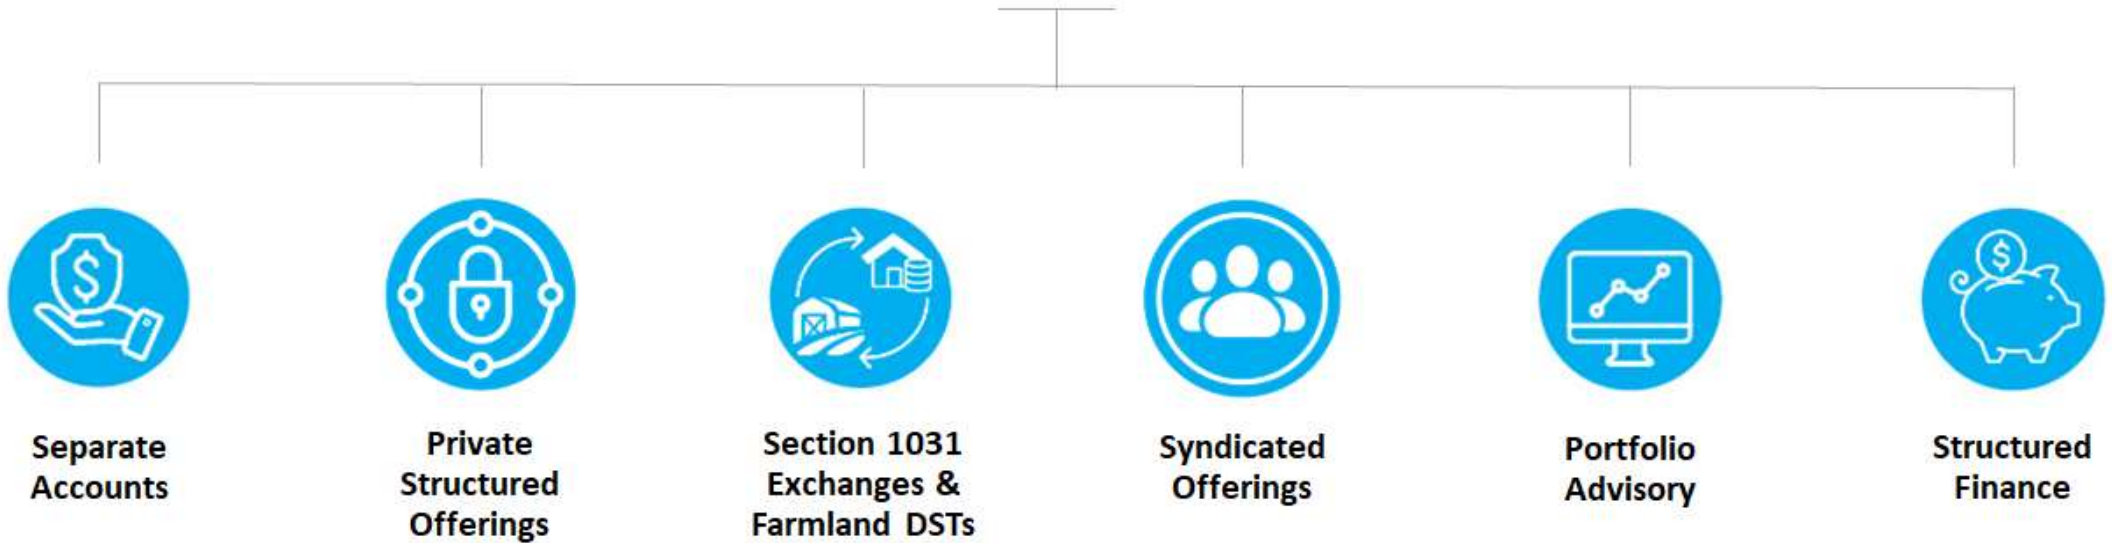 Separate
Accounts
Private
Structured
Offerings
Section 1031
Exchanges &
Farmland DSTs
Syndicated
Offerings
Portfolio
Advisory
Structured
Finance